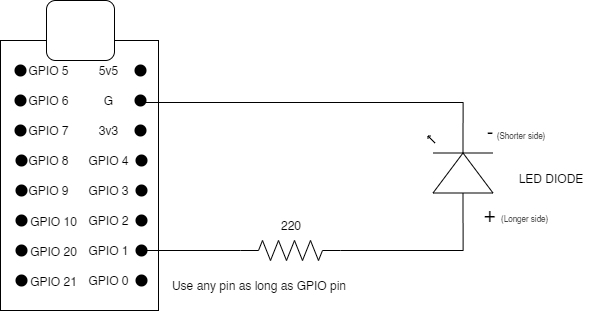 GPIO 5 5v5
GPIO 6 G
GPIO 7 3v3
- (Shorter side)
GPIO 8 GPIO 4
LED DIODE
GPIO 9 GPIO 3
+ (Longer side)
GPIO 10 GPIO 2
220
GPIO 20 GPIO 1
GPIO 21 GPIO 0
Use any pin as long as GPIO pin